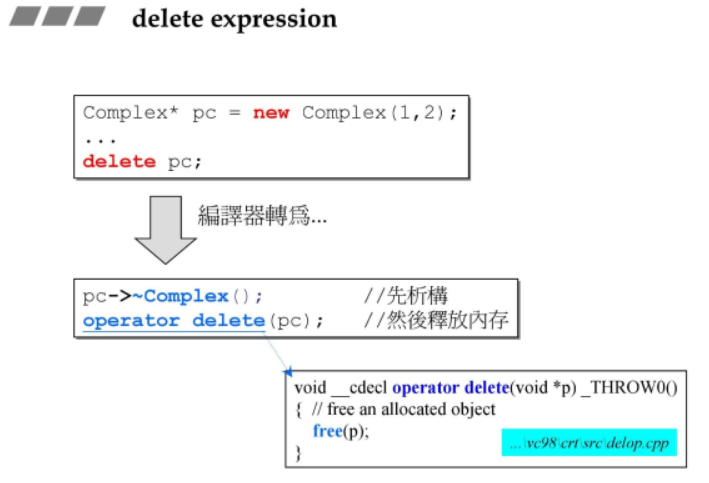 delete expression
Complex* pc = new Complex(1,2);
...
delete pc;
編譯器轉爲...
pc->~Complex(); //先析構
operator delete(pc); //然後釋放內存
void __cdecl operator delete(void *p) _THROW0()
{ // free an allocated object
free(p);
...\vc98\crt\src\delop.cpp
}